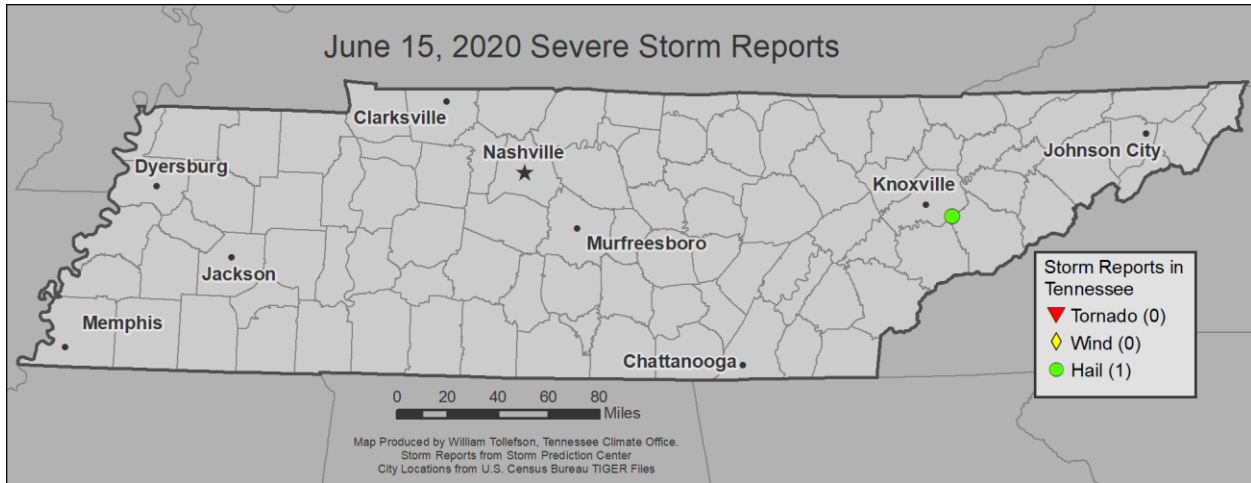 June 15, 2020 Severe Storm Reports
Clarksville
Nashville
Dyersburg
Johnson City
Knoxville
Murfreesboro
Jackson
Memphis
Chattanooga
Storm Reports in
Tennessee
Tornado (0)
Wind (0)
Hail (1)
0 20 40 60 80
Miles
Map Produced by William Tollefson, Tennessee Climate Office.
Storm Reports from Storm Prediction Center
City Locations from U.S. Census Bureau TIGER Files